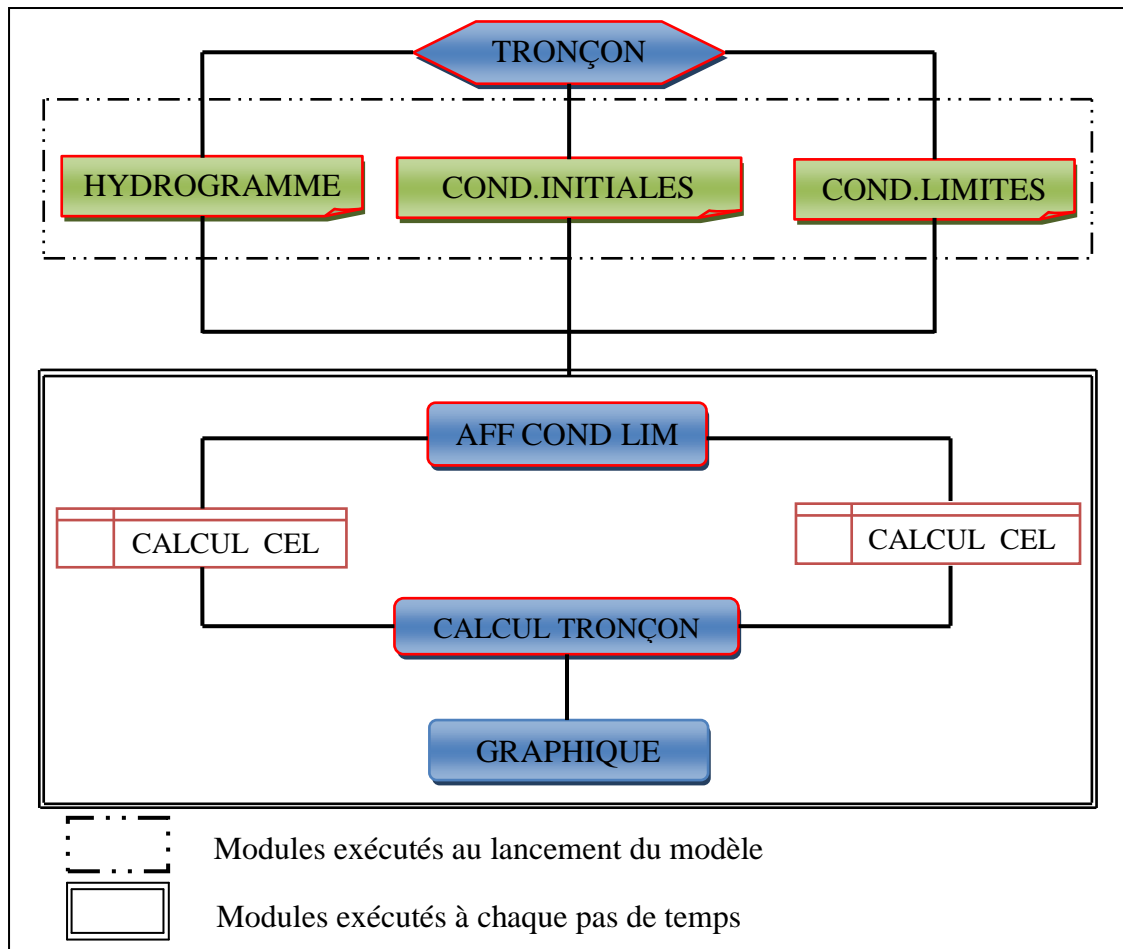 TRONÇON
HYDROGRAMME
COND.INITIALES
COND.LIMITES
AFF COND LIM
CALCUL CEL
CALCUL CEL
CALCUL TRONÇON
GRAPHIQUE
Modules exécutés au lancement du modèle
Modules exécutés à chaque pas de temps